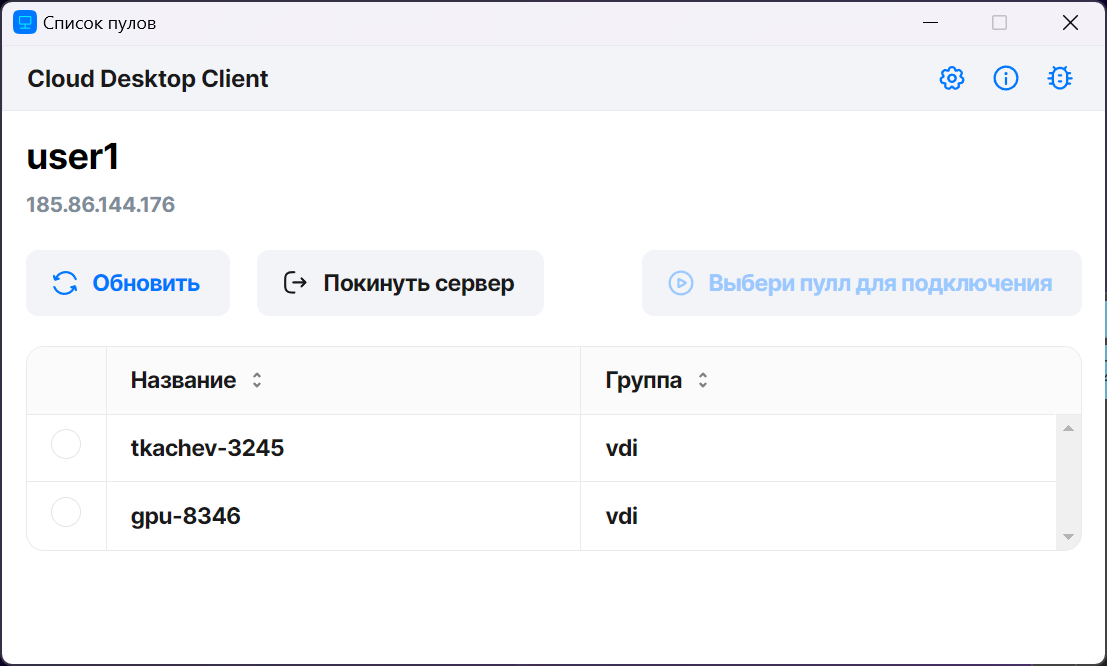 Список пулов
Cloud Desktop Client
user1
185.86.144.176
Обновить
Покинуть сервер
Выбери пулл для подключения
Название
Группа
tkachev-3245
vdi
gpu-8346
vdi